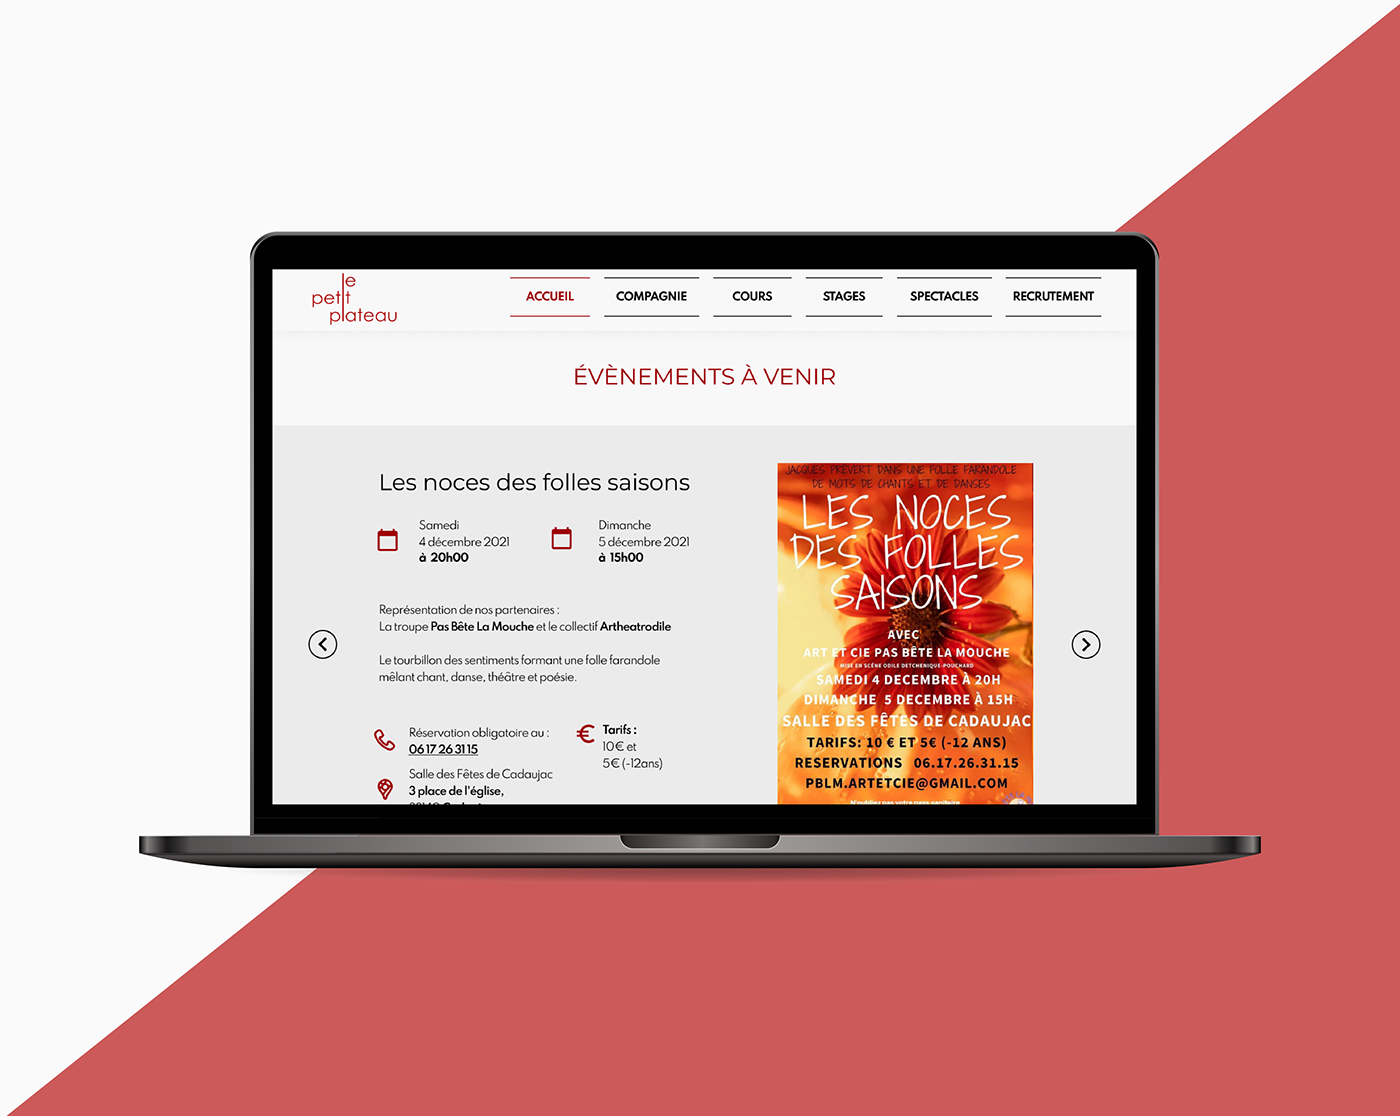 le
petit
plateau
ACCUEIL COMPAGNIE COURS STAGES SPECTACLES RECRUTEMENT
ÉVÈNEMENTS À VENIR
Les noces des folles saisons
Samedi
4 décembre 2021
à 20h00
Dimanche
5 décembre 2021
à 15h00
Représentation de nos partenaires :
La troupe Pas Bête La Mouche et le collectif Artheatrodile
Le tourbillon des sentiments formant une folle farandole
mêlant chant, danse, théâtre et poésie.
Réservation obligatoire au :
06 17 26 31 15
Salle des Fêtes de Cadaujac
3 place de l'église,
Tarifs :
10€ et
5€ (-12ans)
JACQUES PRÉVERT DANS UNE FOLLE FARANDOLE
DE MOTS DE CHANTS ET DE DANSES
LES NOCES
DES FOLLES
SAISONS
AVEC
ART ET CIE PAS BÊTE LA MOUCHE
MISE EN SCÈNE ODILE DETCHENIQUE-POUCHARD
SAMEDI 4 DECEMBRE À 20H
DIMANCHE 5 DECEMBRE À 15H
SALLE DES FÊTES DE CADAUJAC
TARIFS: 10 € ET 5€ (-12 ANS)
RESERVATIONS 06.17.26.31.15
PBLM.ARTETCIE@GMAIL.COM
N'oubliez pas votre pass sanitaire